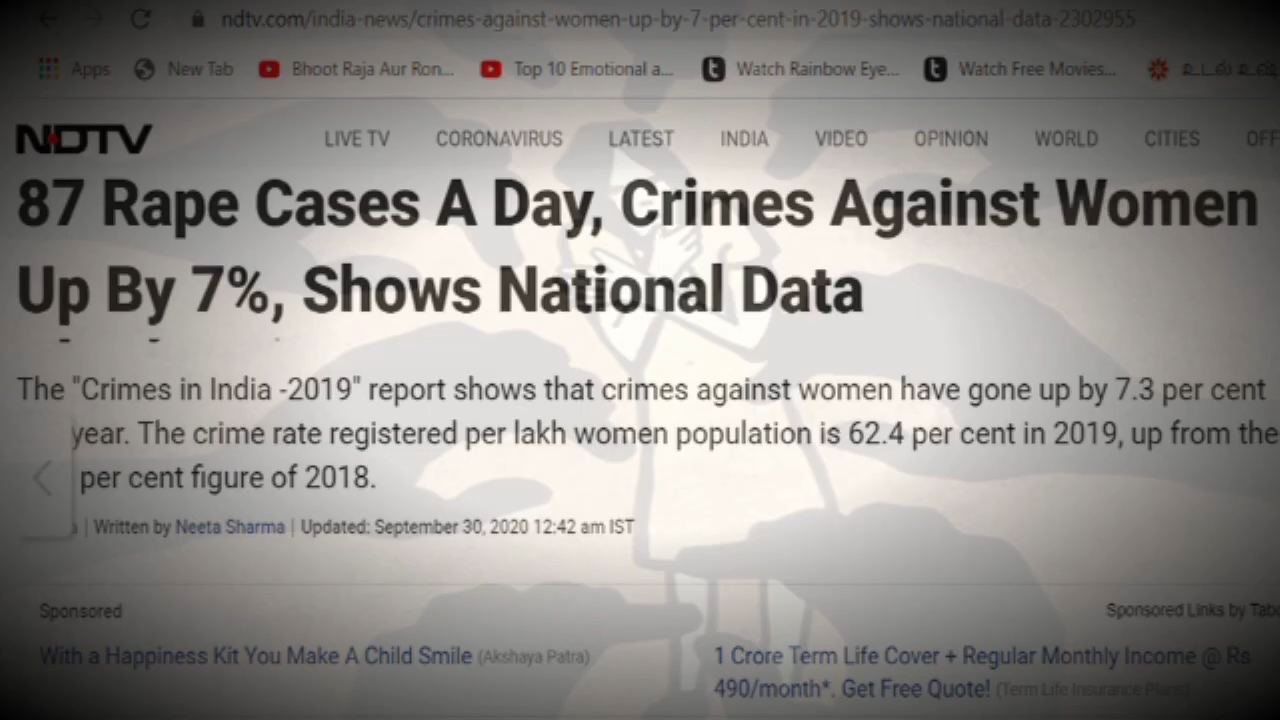 ndtv.com/india-news/crimes-against-women-up-by-7-per-cent-in-2019-shows-national-data-2302955
Apps New Tab Bhoot Raja Aur Ron... Top 10 Emotional a... Watch Rainbow Eye... Watch Free Movies...
NDTV LIVE TV CORONAVIRUS LATEST INDIA VIDEO OPINION WORLD CITIES OFF
87 Rape Cases A Day, Crimes Against Women
Up By 7%, Shows National Data
The "Crimes in India -2019" report shows that crimes against women have gone up by 7.3 per cent
year. The crime rate registered per lakh women population is 62.4 per cent in 2019, up from the
per cent figure of 2018.
| Written by Neeta Sharma | Updated: September 30, 2020 12:42 am IST
Sponsored Sponsored Links by Tab
With a Happiness Kit You Make A Child Smile (Akshaya Patra) 1 Crore Term Life Cover + Regular Monthly Income @ Rs
490/month*. Get Free Quote! (Term Life Insurance Plans)